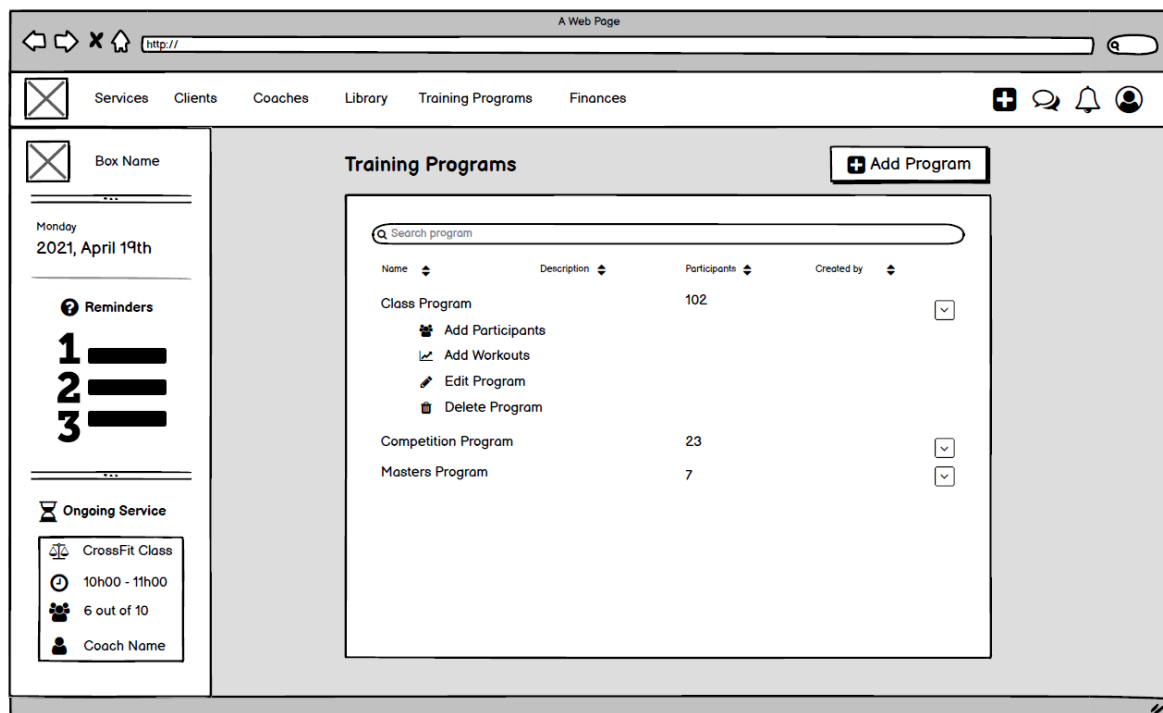 A Web Page
http://
Services Clients Coaches Library Training Programs Finances
Box Name
Monday
2021, April 19th
Reminders
1
2
3
Ongoing Service
CrossFit Class
10h00 - 11h00
6 out of 10
Coach Name
Training Programs
Add Program
Search program
Name Description Participants Created by
Class Program 102
Add Participants
Add Workouts
Edit Program
Delete Program
Competition Program 23
Masters Program 7